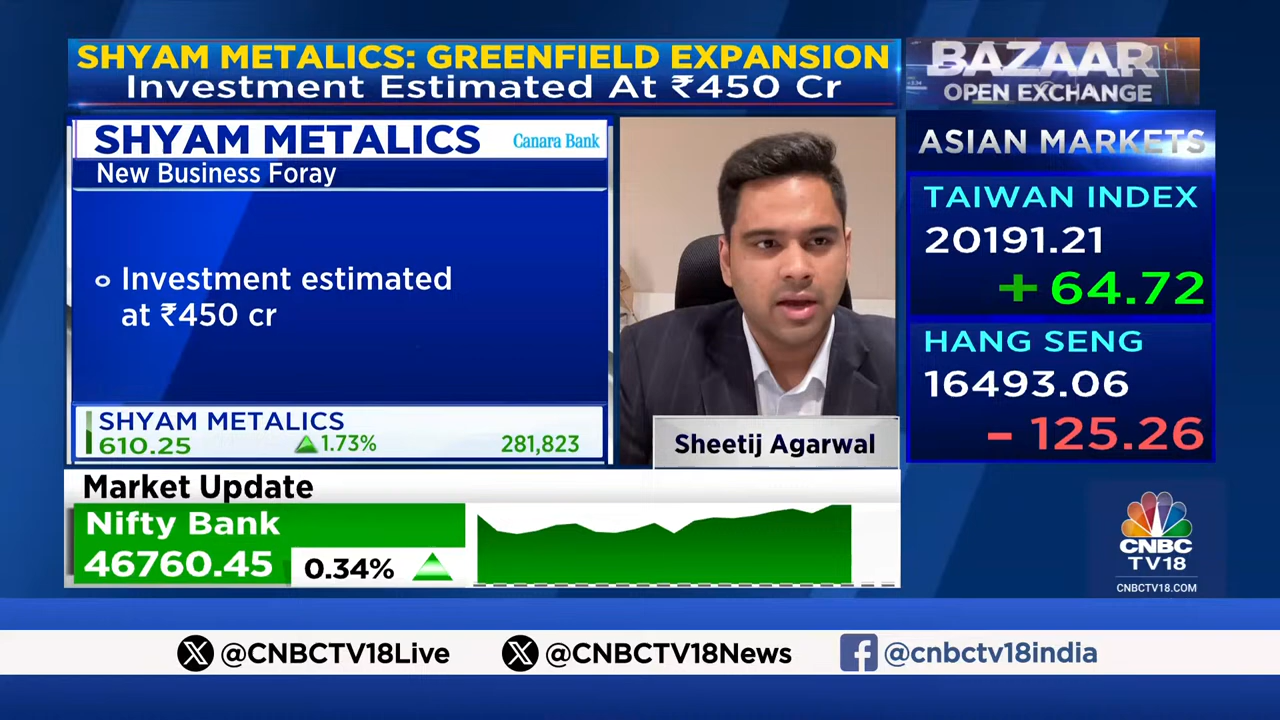 SHYAM METALICS: GREENFIELD EXPANSION
Investment Estimated At ₹450 Cr
BAZAAR
OPEN EXCHANGE
SHYAM METALICS
Canara Bank
New Business Foray
Investment estimated
at ₹450 cr
SHYAM METALICS
610.25 1.73% 281,823
Sheetij Agarwal
ASIAN MARKETS
TAIWAN INDEX
20191.21
+ 64.72
HANG SENG
16493.06
- 125.26
Market Update
Nifty Bank
46760.45 0.34%
CNBC
TV18
CNBCTV18.COM
@CNBCTV18Live @CNBCTV18News @cnbctv18india